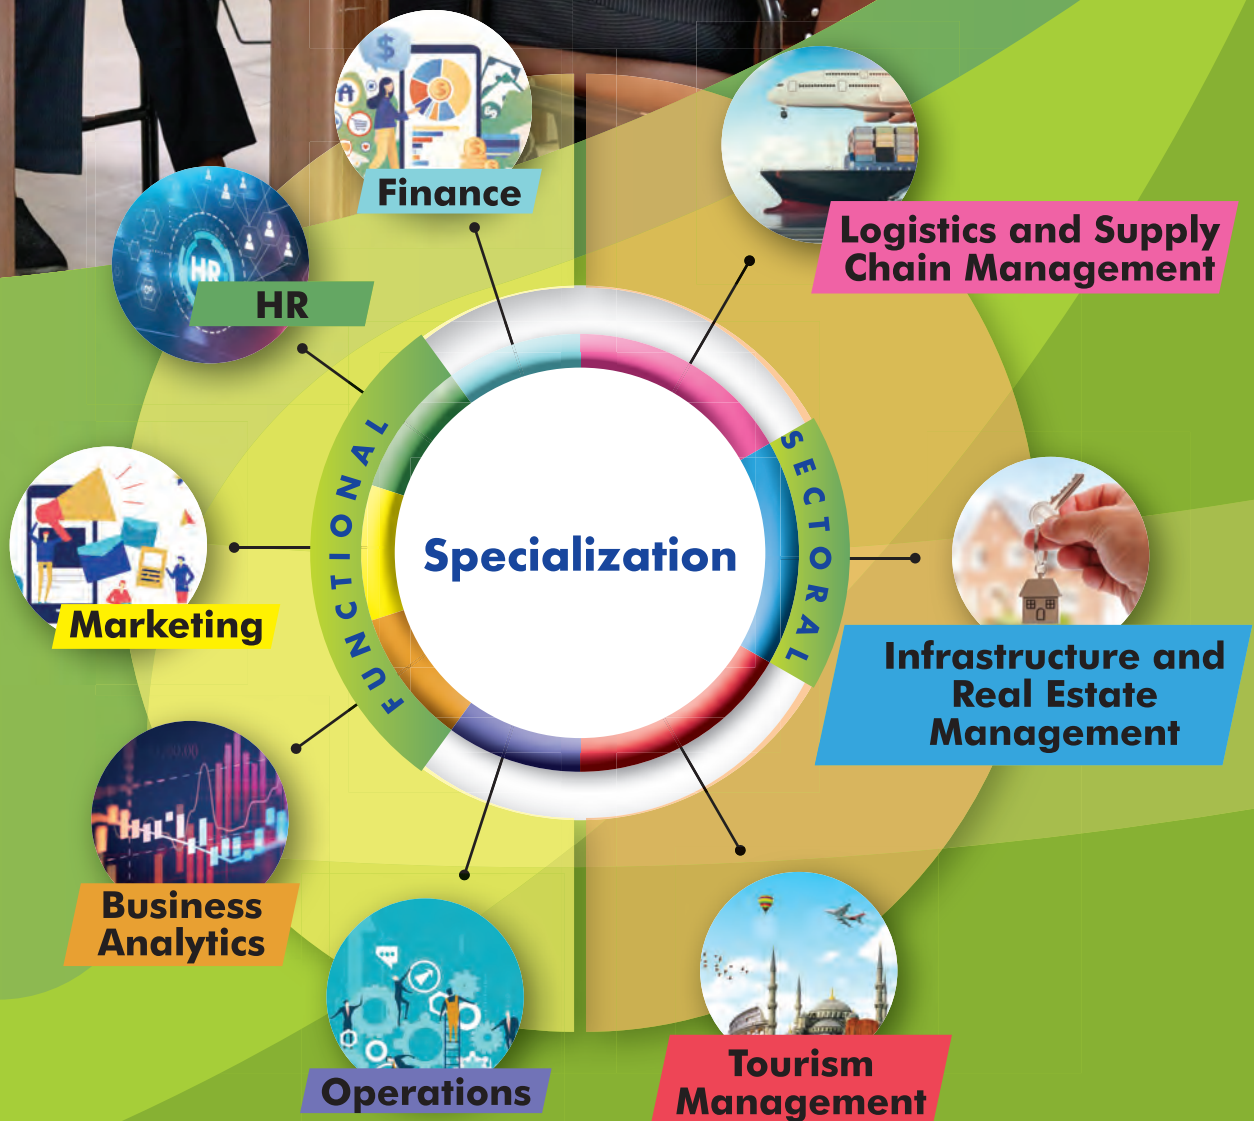 Finance
Logistics and Supply
Chain Management
HR
HR
FUNCTIONAL
SECTORAL
Specialization
Marketing
Infrastructure and
Real Estate
Management
Business
Analytics
Operations
Tourism
Management